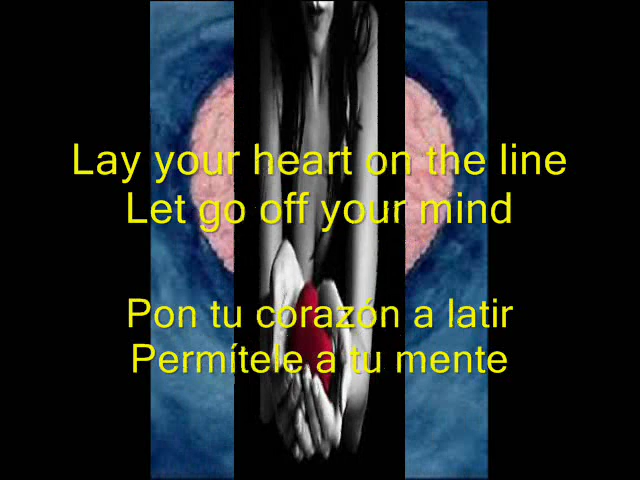 Lay your heart on the line
Let go off your mind
Pon tu corazón a latir
Permítele a tu mente